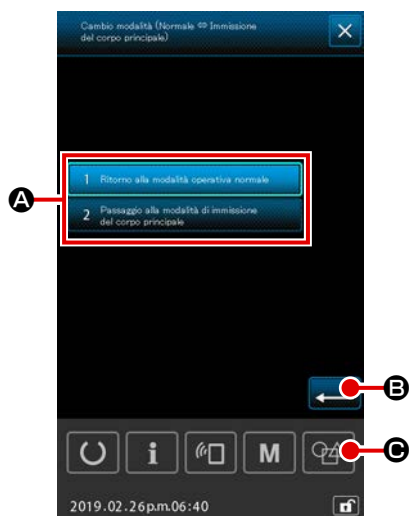 Cambio modalità (Normale ⇔ Immissione
del corpo principale)
1 Ritorno alla modalità operativa normale
2 Passaggio alla modalità di immissione
del corpo principale
A
B
i
M
C
2019.02.26p.m.06:40